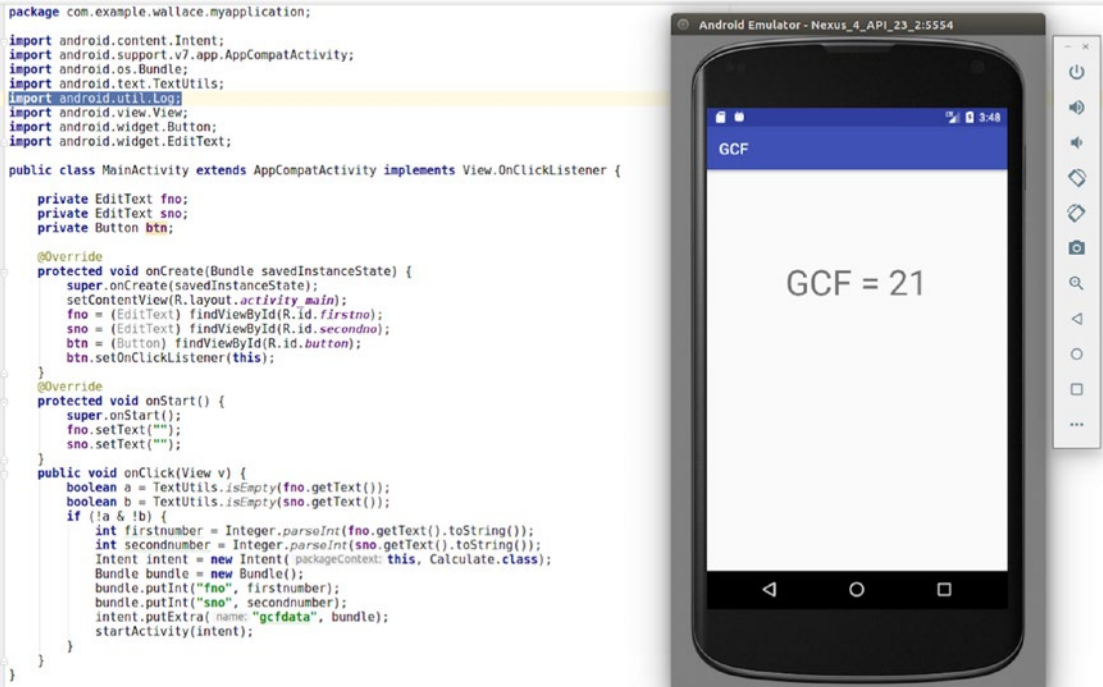 package com.example.wallace.myapplication;
import android.content.Intent;
import android.support.v7.app.AppCompatActivity;
import android.os.Bundle;
import android.text.TextUtils;
import android.util.Log;
import android.view.View;
import android.widget.Button;
import android.widget.EditText;
public class MainActivity extends AppCompatActivity implements View.OnClickListener {
private EditText fno;
private EditText sno;
private Button btn;
@Override
protected void onCreate(Bundle savedInstanceState) {
super.onCreate(savedInstanceState);
setContentView(R.layout.activity_main);
fno = (EditText) findViewById(R.id.firstno);
sno = (EditText) findViewById(R.id.secondno);
btn = (Button) findViewById(R.id.button);
btn.setOnClickListener(this);
}
@Override
protected void onStart() {
super.onStart();
fno.setText("");
sno.setText("");
}
public void onClick(View v) {
boolean a = TextUtils.isEmpty(fno.getText());
boolean b = TextUtils.isEmpty(sno.getText());
if (!a & !b) {
int firstnumber = Integer.parseInt(fno.getText().toString());
int secondnumber = Integer.parseInt(sno.getText().toString());
Intent intent = new Intent( packageContext: this, Calculate.class);
Bundle bundle = new Bundle();
bundle.putInt("fno", firstnumber);
bundle.putInt("sno", secondnumber);
intent.putExtra( name: "gcfdata", bundle);
startActivity(intent);
}
}
}
Android Emulator - Nexus_4_API_23_2:5554
3:48
GCF
GCF = 21